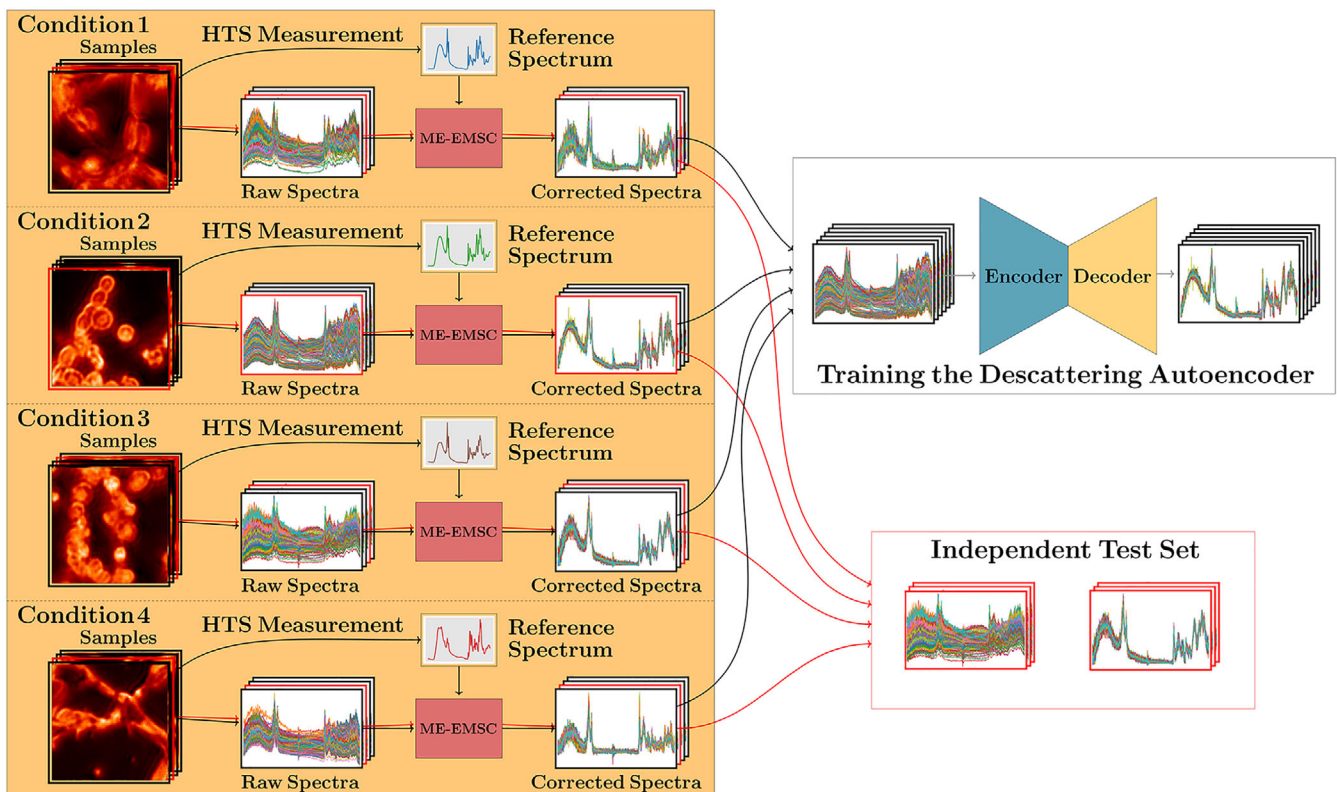 Condition 1
Samples
HTS Measurement
Reference
Spectrum
ME-EMSC
Raw Spectra
Corrected Spectra
Condition 2
Samples
HTS Measurement
Reference
Spectrum
ME-EMSC
Raw Spectra
Corrected Spectra
Condition 3
Samples
HTS Measurement
Reference
Spectrum
ME-EMSC
Raw Spectra
Corrected Spectra
Condition 4
Samples
HTS Measurement
Reference
Spectrum
ME-EMSC
Raw Spectra
Corrected Spectra
Encoder
Decoder
Training the Descattering Autoencoder
Independent Test Set